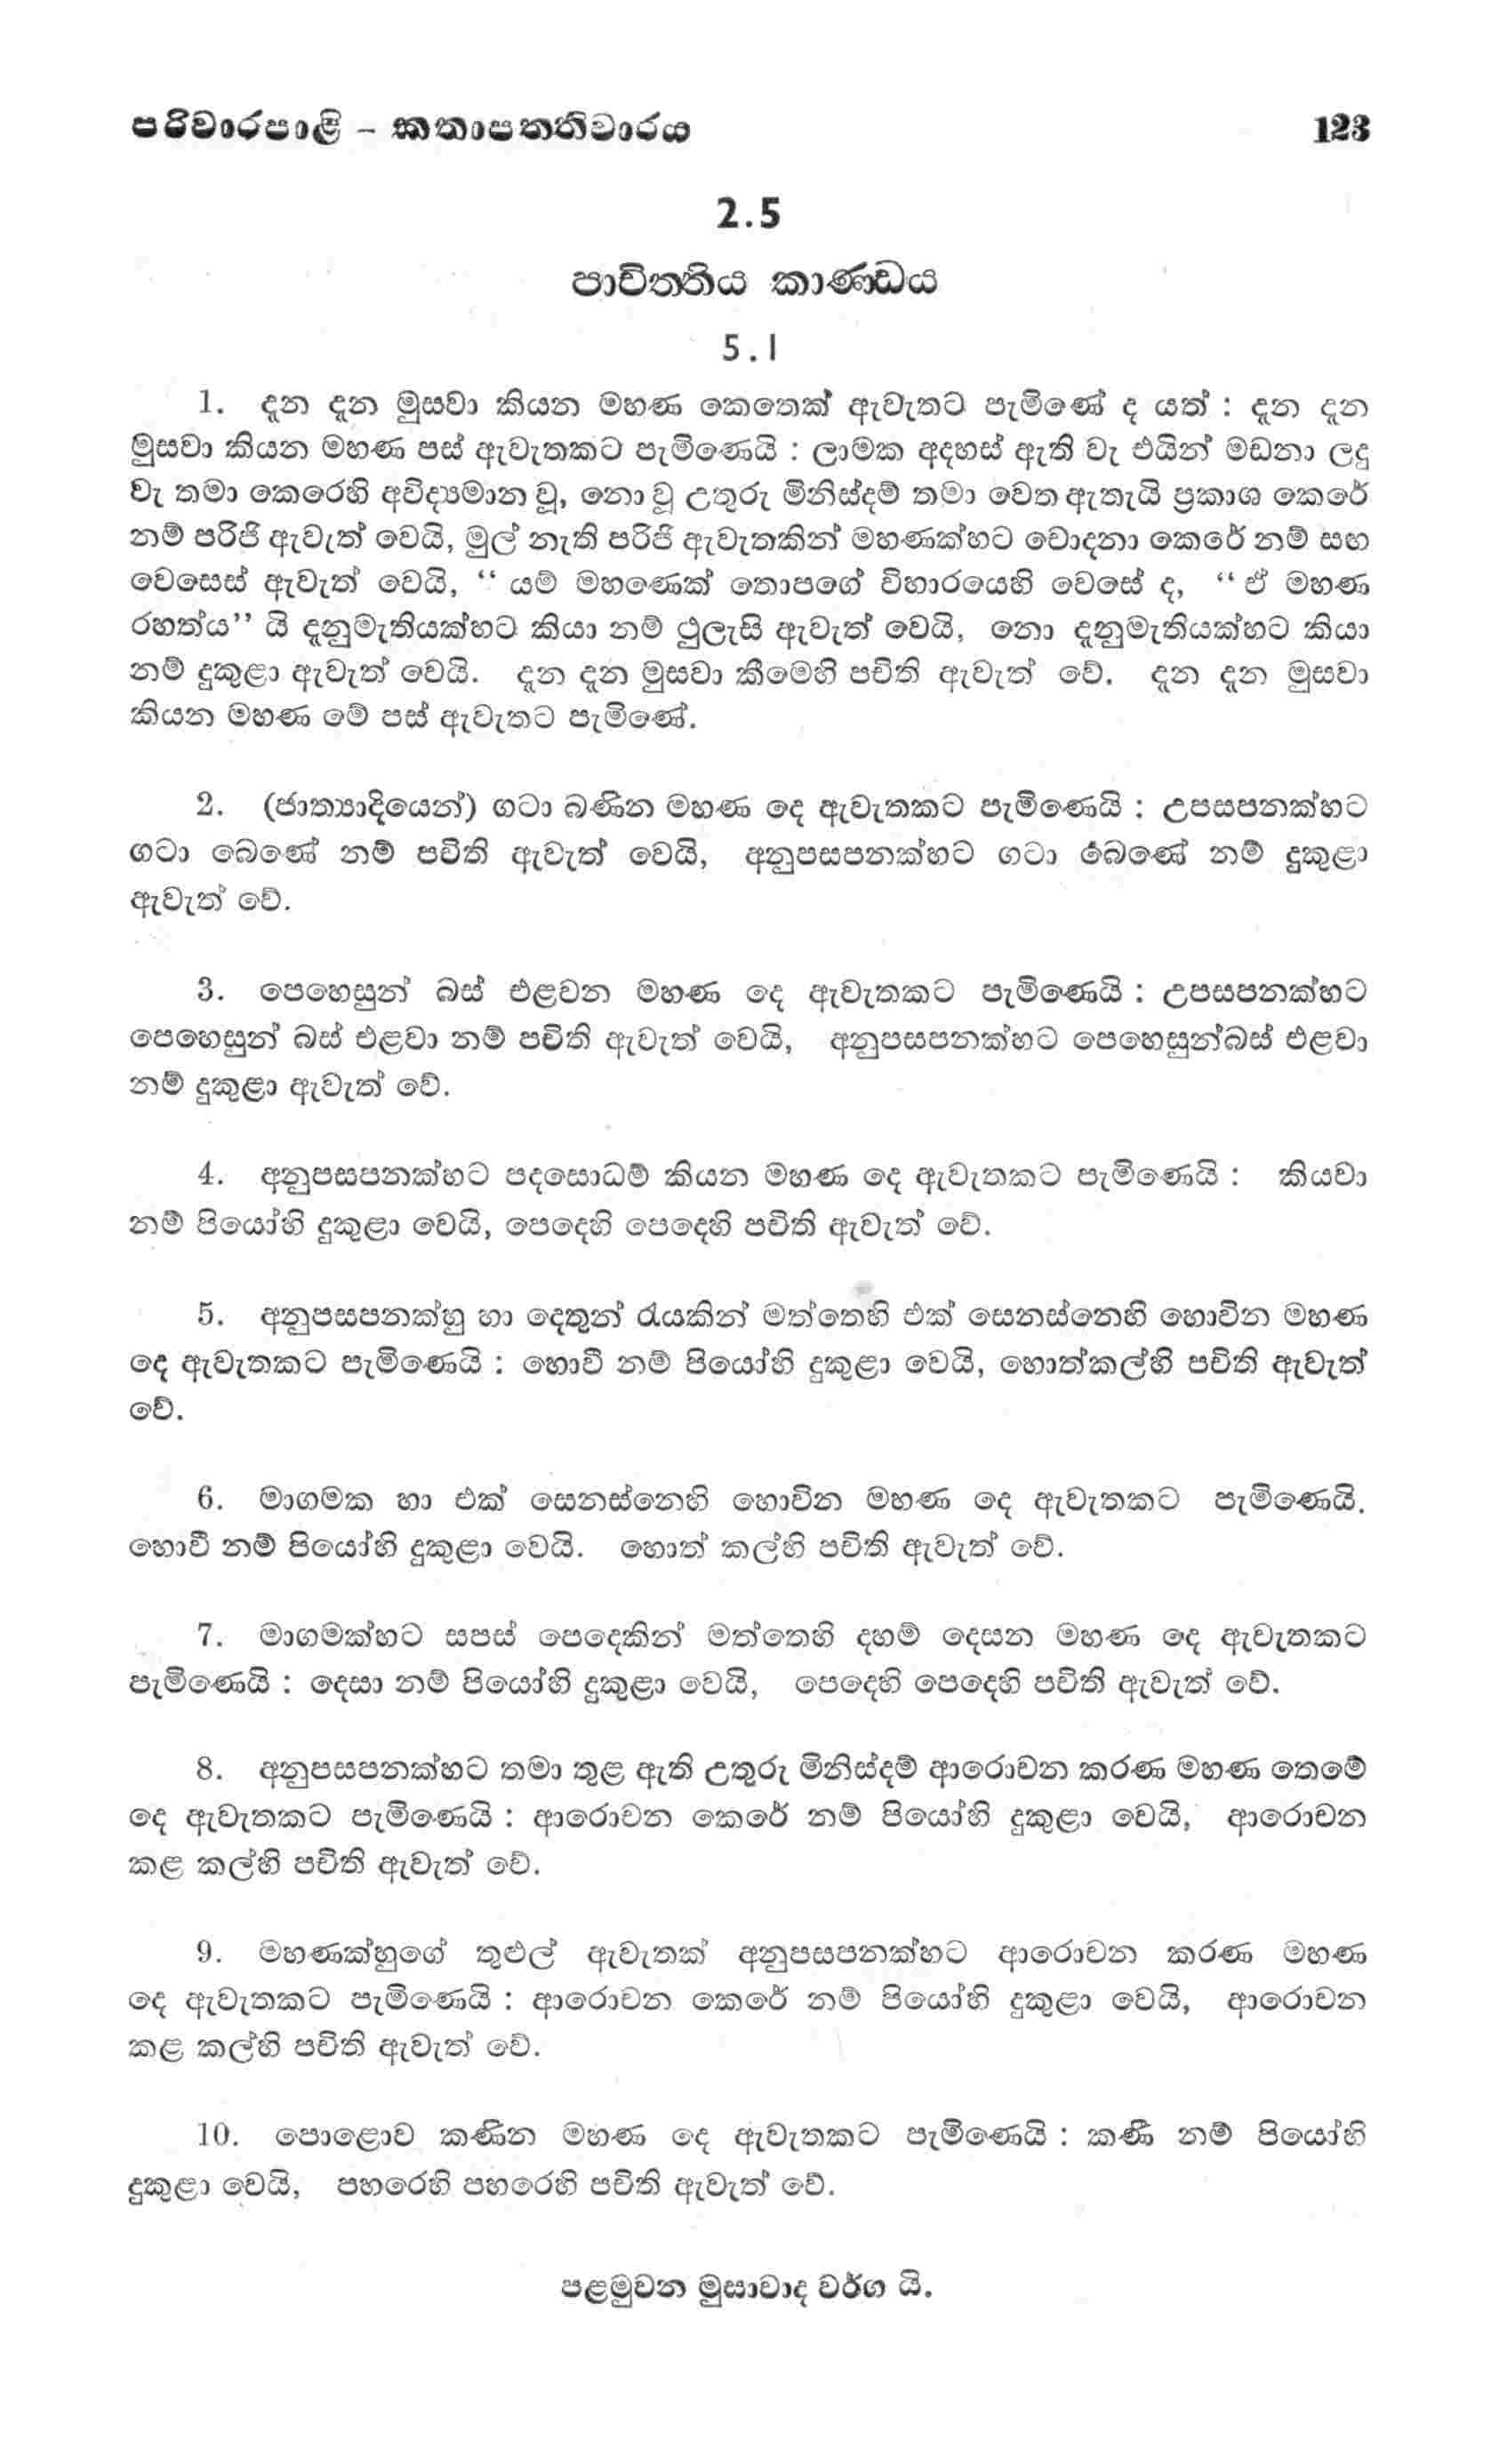 පරිවාරපාළි – කතාපත්තිවාරය 123
2.5
පාචිත්තිය කාණ්ඩය
5.1
1. දැන දැන මුසවා කියන මහණ කෙතෙක් ඇවැතට පැමිණේ ද යත් : දැන දැන
මුසවා කියන මහණ පස් ඇවැතකට පැමිණෙයි : ලාමක අදහස් ඇති වැ එයින් මඩනා ලදු
වැ තමා කෙරෙහි අවිද්‍යමාන වූ, නො වූ උතුරු මිනිස්දම් තමා වෙත ඇතැයි ප්‍රකාශ කෙරේ
නම් පරිජි ඇවැත් වෙයි, මුල් නැති පරිජි ඇවැතකින් මහණක්හට චොදනා කෙරේ නම් සඟ
වෙසෙස් ඇවැත් වෙයි, “ යම් මහණෙක් තොපගේ විහාරයෙහි වෙසේ ද, “ ඒ මහණ
රහත්ය” යි දැනුමැතියක්හට කියා නම් ථුලැසි ඇවැත් වෙයි, නො දැනුමැතියක්හට කියා
නම් දුකුළා ඇවැත් වෙයි. දැන දැන මුසවා කීමෙහි පචිති ඇවැත් වේ. දැන දැන මුසවා
කියන මහණ මේ පස් ඇවැතට පැමිණේ.
2. (ජාත්‍යාදියෙන්) ගටා බණින මහණ දෙ ඇවැතකට පැමිණෙයි : උපසපනක්හට
ගටා බෙණේ නම් පචිති ඇවැත් වෙයි, අනුපසපනක්හට ගටා බෙණේ නම් දුකුළා
ඇවැත් වේ.
3. පෙහෙසුන් බස් එළවන මහණ දෙ ඇවැතකට පැමිණෙයි : උපසපනක්හට
පෙහෙසුන් බස් එළවා නම් පචිති ඇවැත් වෙයි, අනුපසපනක්හට පෙහෙසුන්බස් එළවා
නම් දුකුළා ඇවැත් වේ.
4. අනුපසපනක්හට පදසොධම් කියන මහණ දෙ ඇවැතකට පැමිණෙයි : කියවා
නම් පියෝහි දුකුළා වෙයි, පෙදෙහි පෙදෙහි පචිති ඇවැත් වේ.
5. අනුපසපනක්හු හා දෙතුන් රැයකින් මත්තෙහි එක් සෙනස්නෙහි හොවින මහණ
දෙ ඇවැතකට පැමිණෙයි : හොවී නම් පියෝහි දුකුළා වෙයි, හොත්කල්හි පචිති ඇවැත්
වේ.
6. මාගමක හා එක් සෙනස්නෙහි හොවින මහණ දෙ ඇවැතකට පැමිණෙයි.
හොවී නම් පියෝහි දුකුළා වෙයි. හොත් කල්හි පචිති ඇවැත් වේ.
7. මාගමක්හට සපස් පෙදෙකින් මත්තෙහි දහම් දෙසන මහණ දෙ ඇවැතකට
පැමිණෙයි : දෙසා නම් පියෝහි දුකුළා වෙයි, පෙදෙහි පෙදෙහි පචිති ඇවැත් වේ.
8. අනුපසපනක්හට තමා තුළ ඇති උතුරු මිනිස්දම් ආරොචන කරණ මහණ තෙමේ
දෙ ඇවැතකට පැමිණෙයි : ආරොචන කෙරේ නම් පියෝහි දුකුළා වෙයි, ආරොචන
කළ කල්හි පචිති ඇවැත් වේ.
9. මහණක්හුගේ තුළුල් ඇවැතක් අනුපසපනක්හට ආරොචන කරණ මහණ
දෙ ඇවැතකට පැමිණෙයි : ආරොචන කෙරේ නම් පියෝහි දුකුළා වෙයි, ආරොචන
කළ කල්හි පචිති ඇවැත් වේ.
10. පොළොව කණින මහණ දෙ ඇවැතකට පැමිණෙයි : කණී නම් පියෝහි
දුකුළා වෙයි, පහරෙහි පහරෙහි පචිති ඇවැත් වේ.
පළමුවන මුසාවාද වර්ග යි.